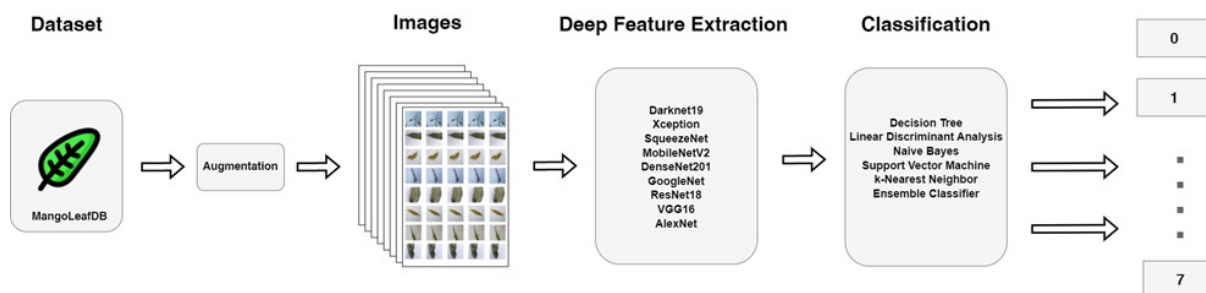 Dataset
Images
Deep Feature Extraction
Classification
MangoLeafDB
Augmentation
Darknet19
Xception
SqueezeNet
MobileNetV2
DenseNet201
GoogleNet
ResNet18
VGG16
AlexNet
Decision Tree
Linear Discriminant Analysis
Naive Bayes
Support Vector Machine
k-Nearest Neighbor
Ensemble Classifier
0
1
7